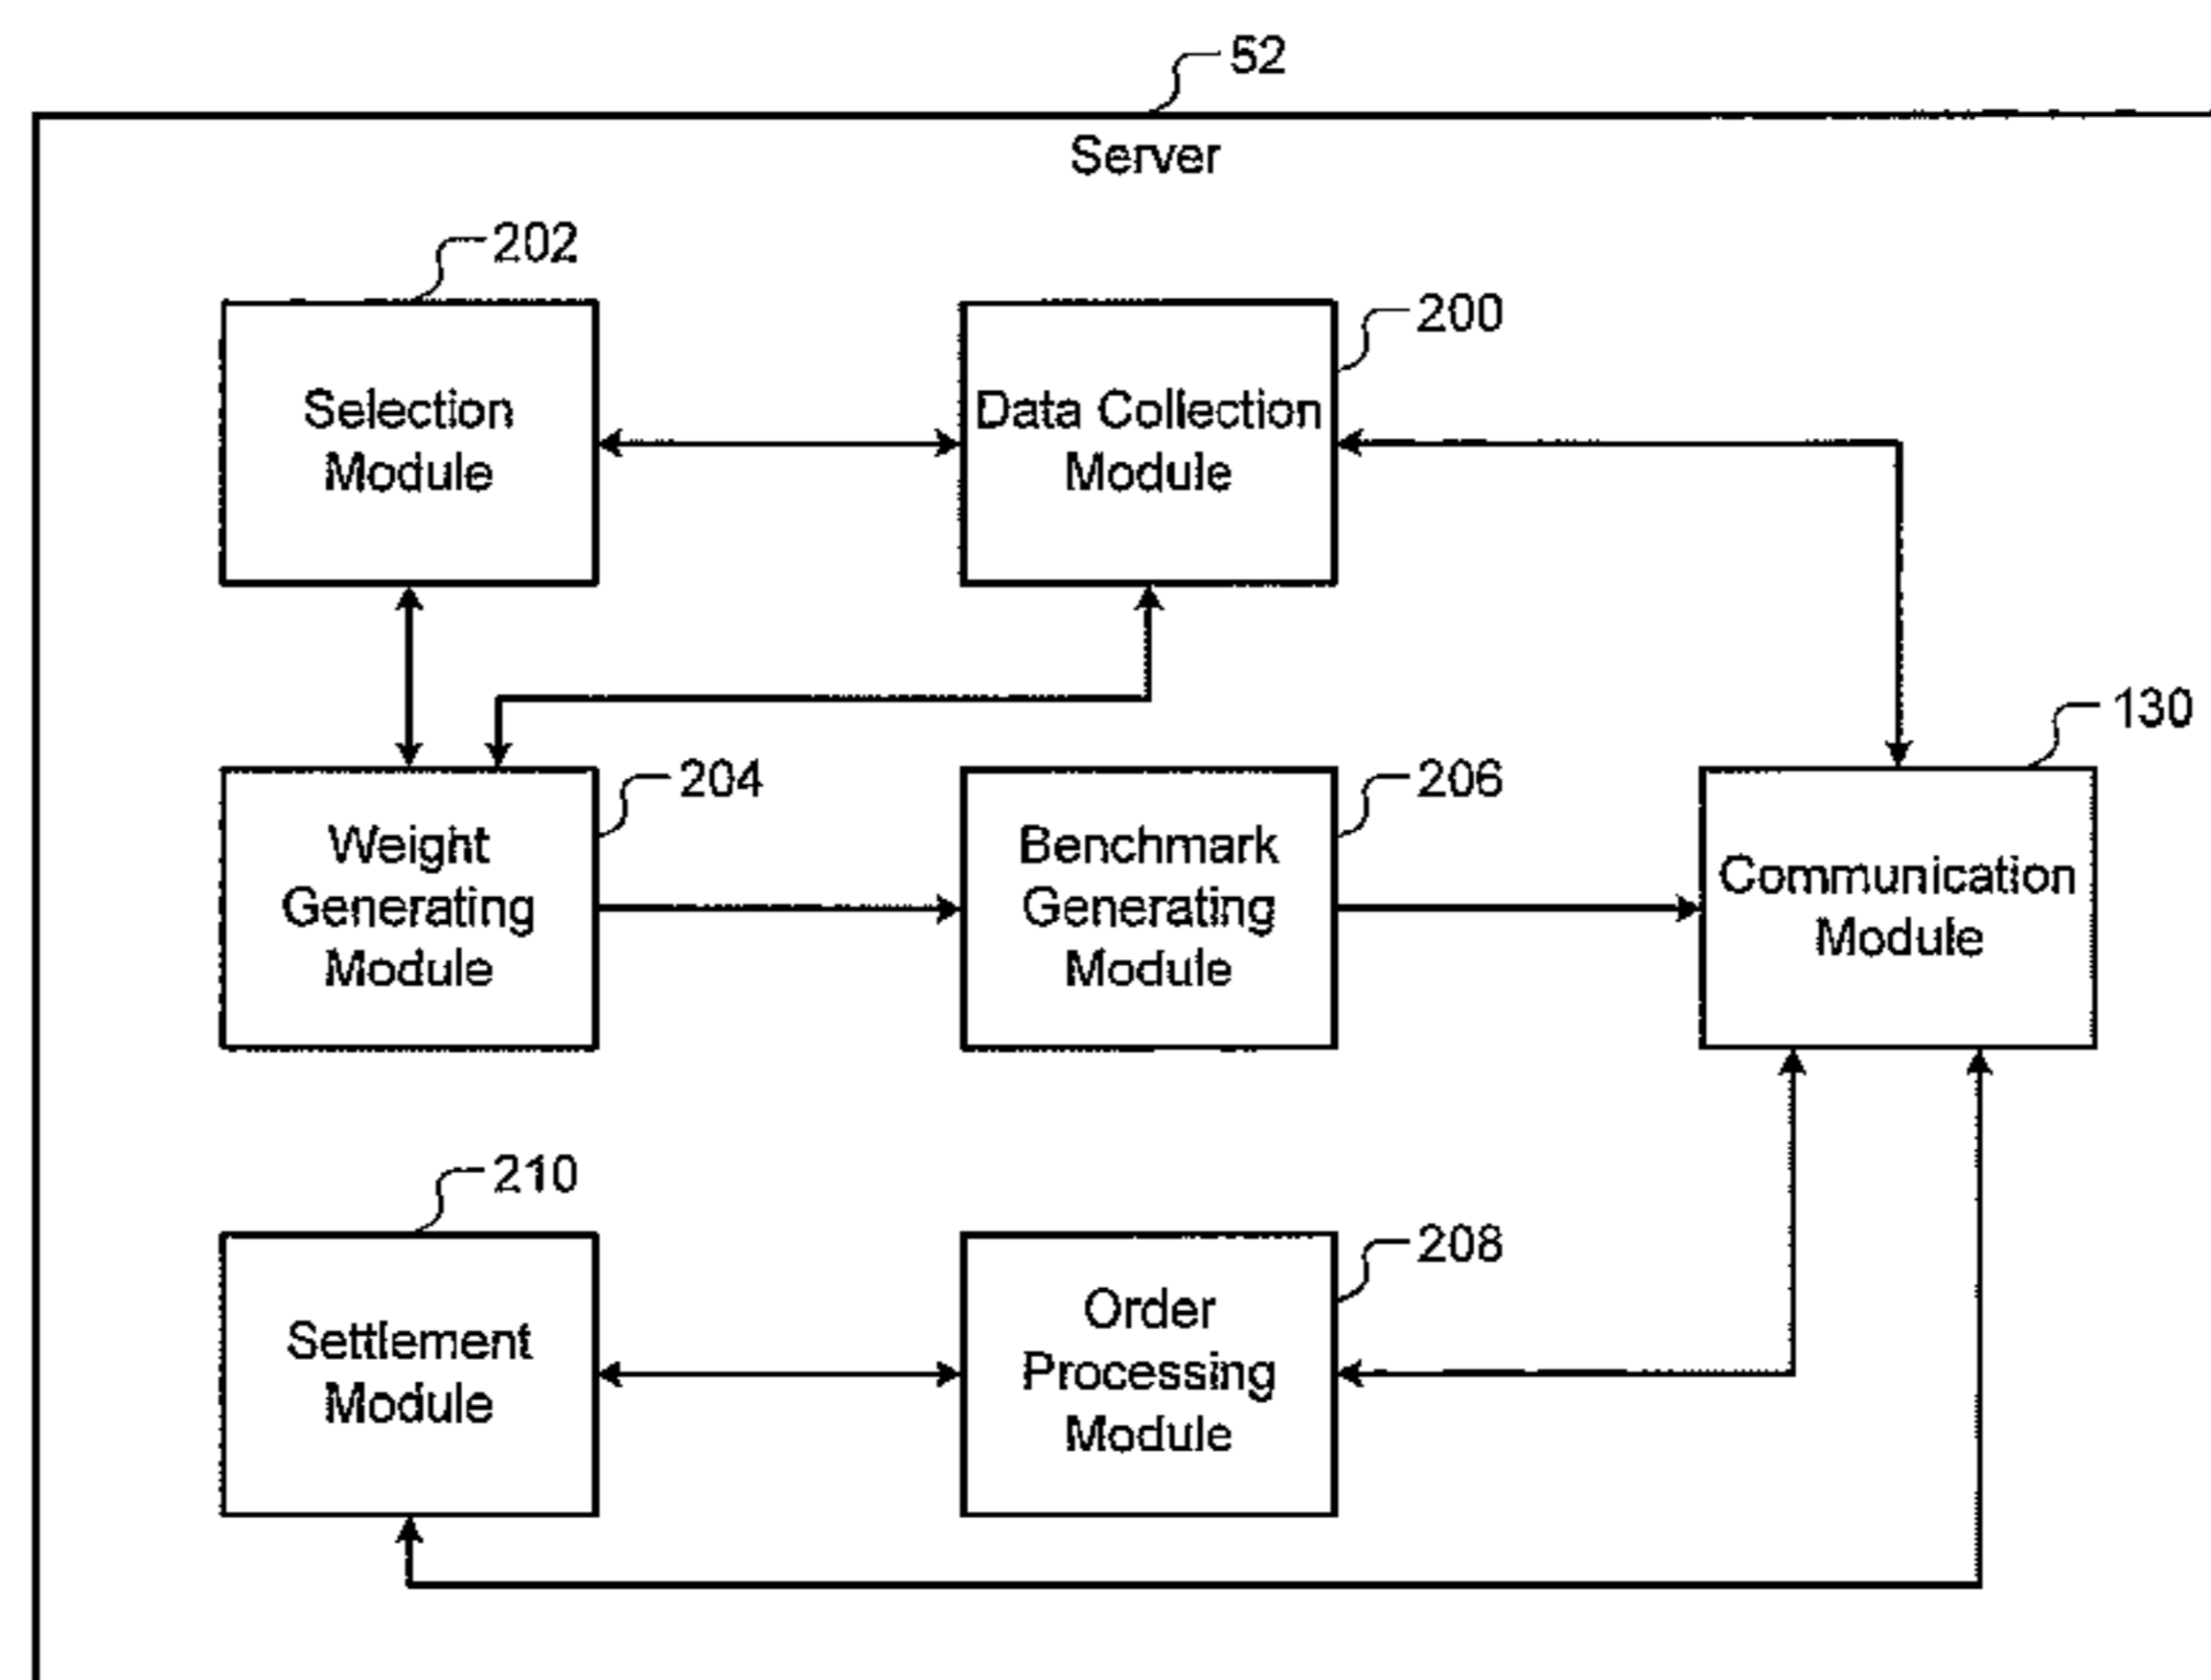 52
Server
202
200
Selection
Module
Data Collection
Module
130
204
206
Weight
Generating
Module
Benchmark
Generating
Module
Communication
Module
210
208
Settlement
Module
Order
Processing
Module